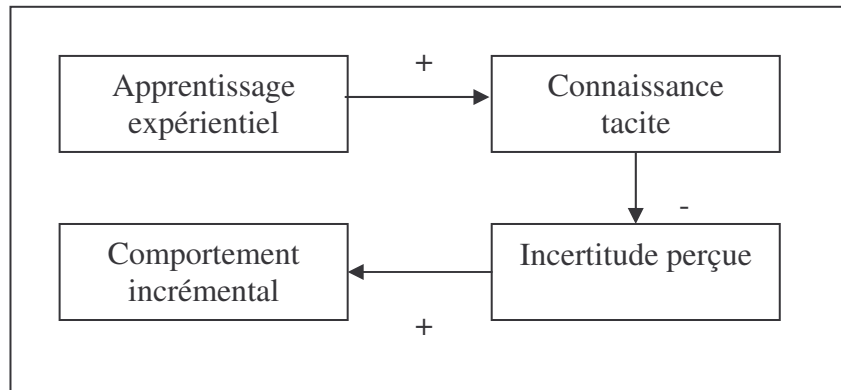 +
Apprentissage
expérientiel
Connaissance
tacite
-
Comportement
incrémental
Incertitude perçue
+